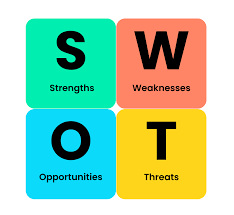 S
W
Strengths
Weaknesses
O
T
Opportunities
Threats